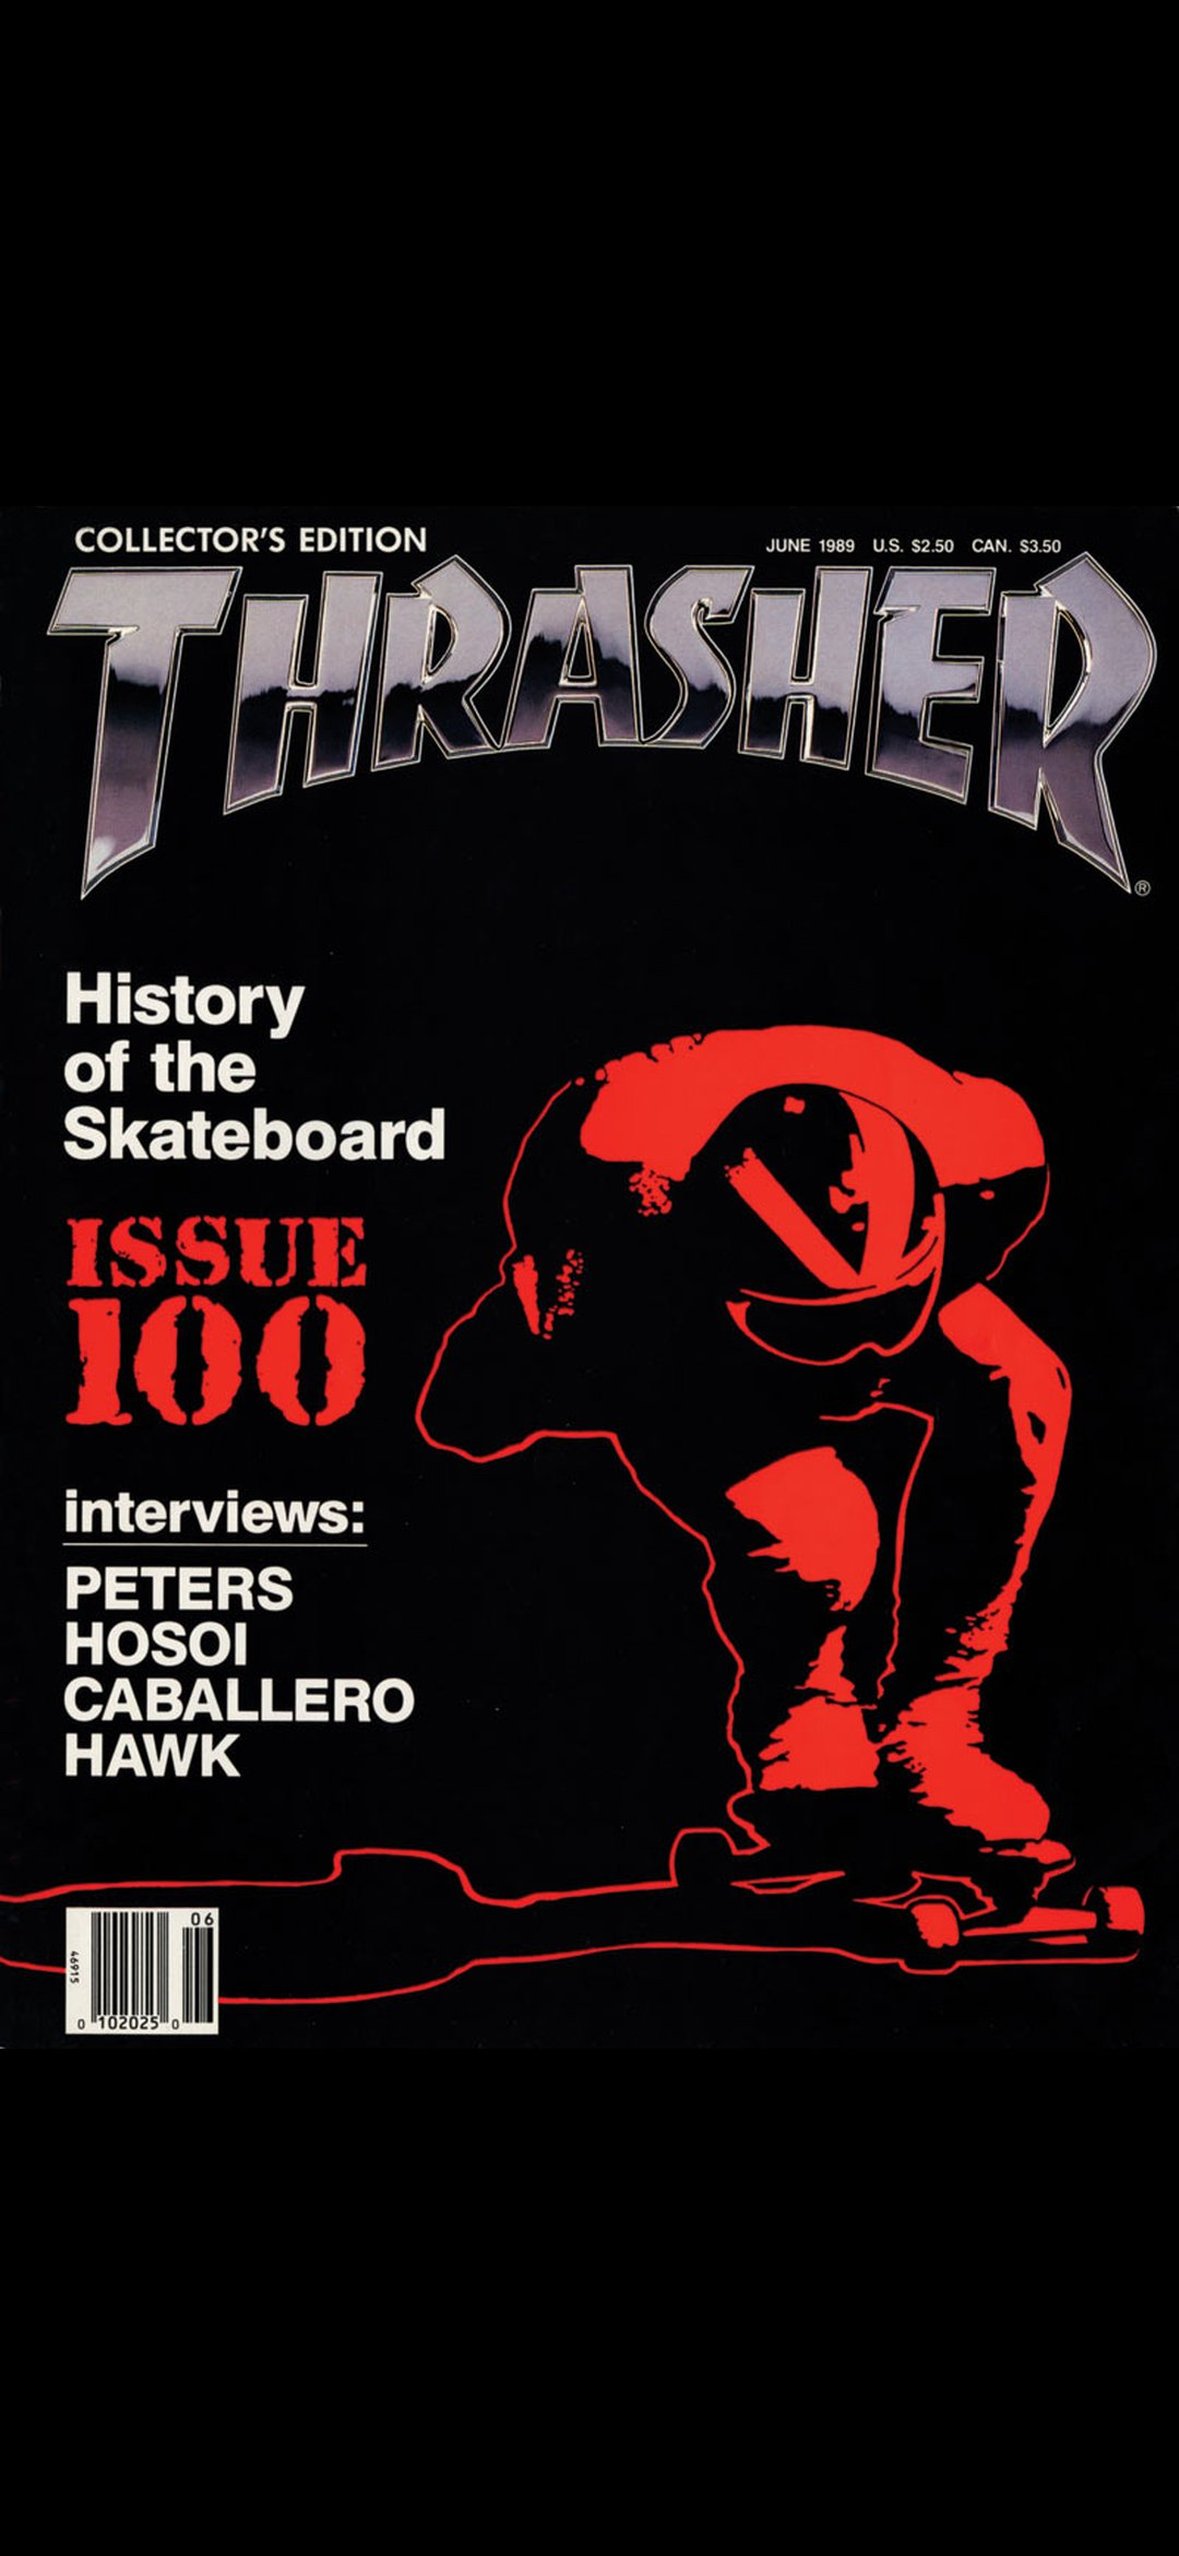 COLLECTOR'S EDITION
JUNE 1989 U.S. $2.50 CAN. $3.50
THRASHER®
History
of the
Skateboard
ISSUE
100
interviews:
PETERS
HOSOI
CABALLERO
HAWK
06
46915
0 102025 0